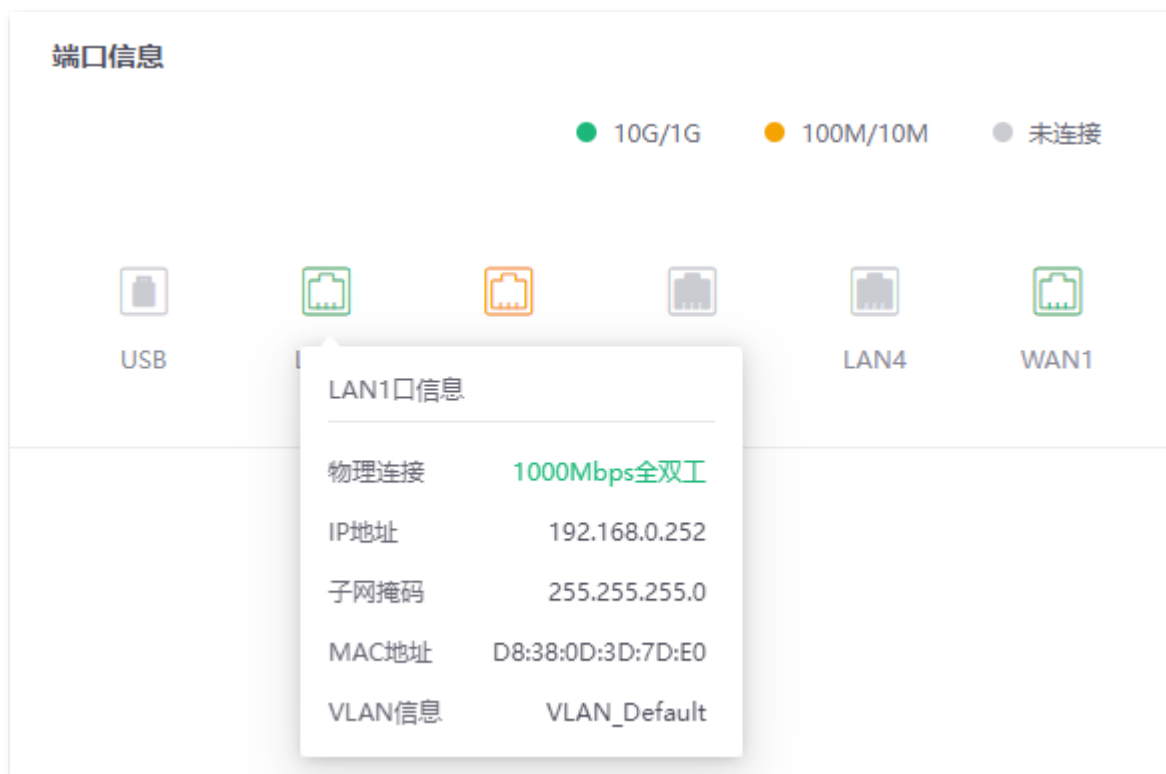 端口信息
10G/1G 100M/10M 未连接
USB LAN4 WAN1
LAN1口信息
物理连接 1000Mbps全双工
IP地址 192.168.0.252
子网掩码 255.255.255.0
MAC地址 D8:38:0D:3D:7D:E0
VLAN信息 VLAN_Default